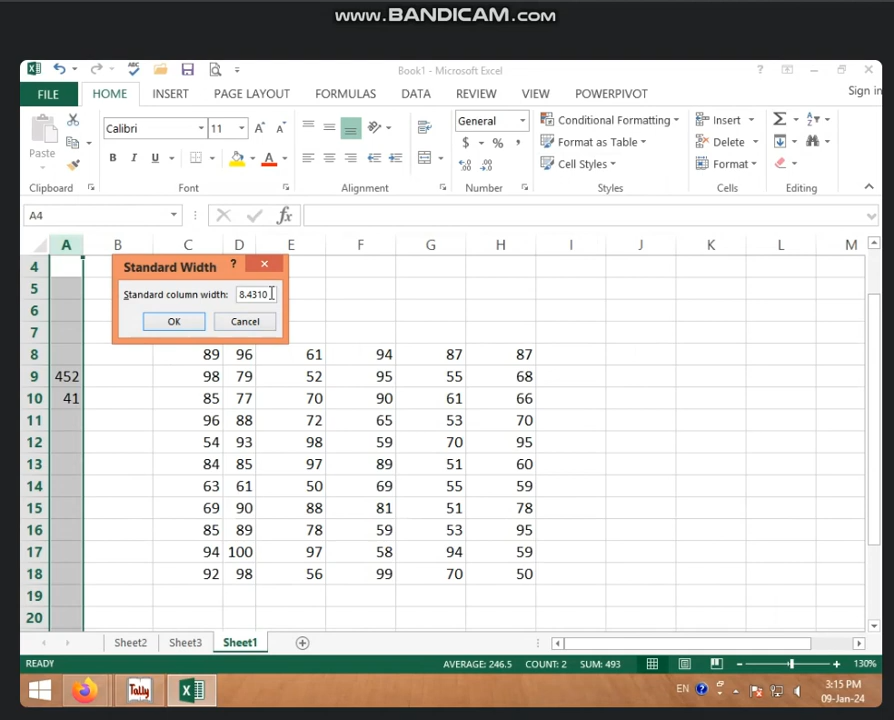 www.BANDICAM.com
Book1 - Microsoft Excel
FILE HOME INSERT PAGE LAYOUT FORMULAS DATA REVIEW VIEW POWERPIVOT Sign in
Calibri 11 General Conditional Formatting Insert
Paste $ % Format as Table Delete
B I U A Cell Styles Format
Clipboard Font Alignment Number Styles Cells Editing
A4 fx
A B C D E F G H I J K L M
4 Standard Width ?
5 Standard column width: 8.4310
6 OK Cancel
7
8 89 96 61 94 87 87
9 452 98 79 52 95 55 68
10 41 85 77 70 90 61 66
11 96 88 72 65 53 70
12 54 93 98 59 70 95
13 84 85 97 89 51 60
14 63 61 50 69 55 59
15 69 90 88 81 51 78
16 85 89 78 59 53 95
17 94 100 97 58 94 59
18 92 98 56 99 70 50
19
20
Sheet2 Sheet3 Sheet1
READY AVERAGE: 246.5 COUNT: 2 SUM: 493 130%
Tally EN 3:15 PM
09-Jan-24